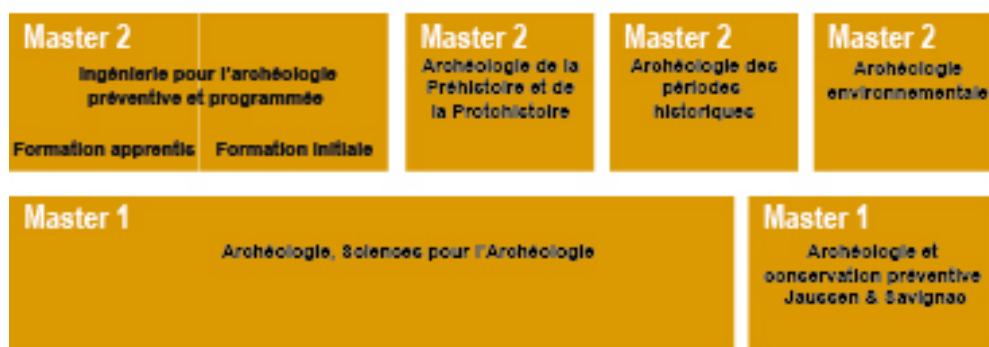 Master 2
Ingénierie pour l'archéologie
préventive et programmée
Formation apprentis
Formation initiale
Master 2
Archéologie de la
Préhistoire et de
la Protohistoire
Master 2
Archéologie des
périodes
historiques
Master 2
Archéologie
environnementale
Master 1
Archéologie, Sciences pour l'Archéologie
Master 1
Archéologie et
conservation préventive
Jaussen & Savignac